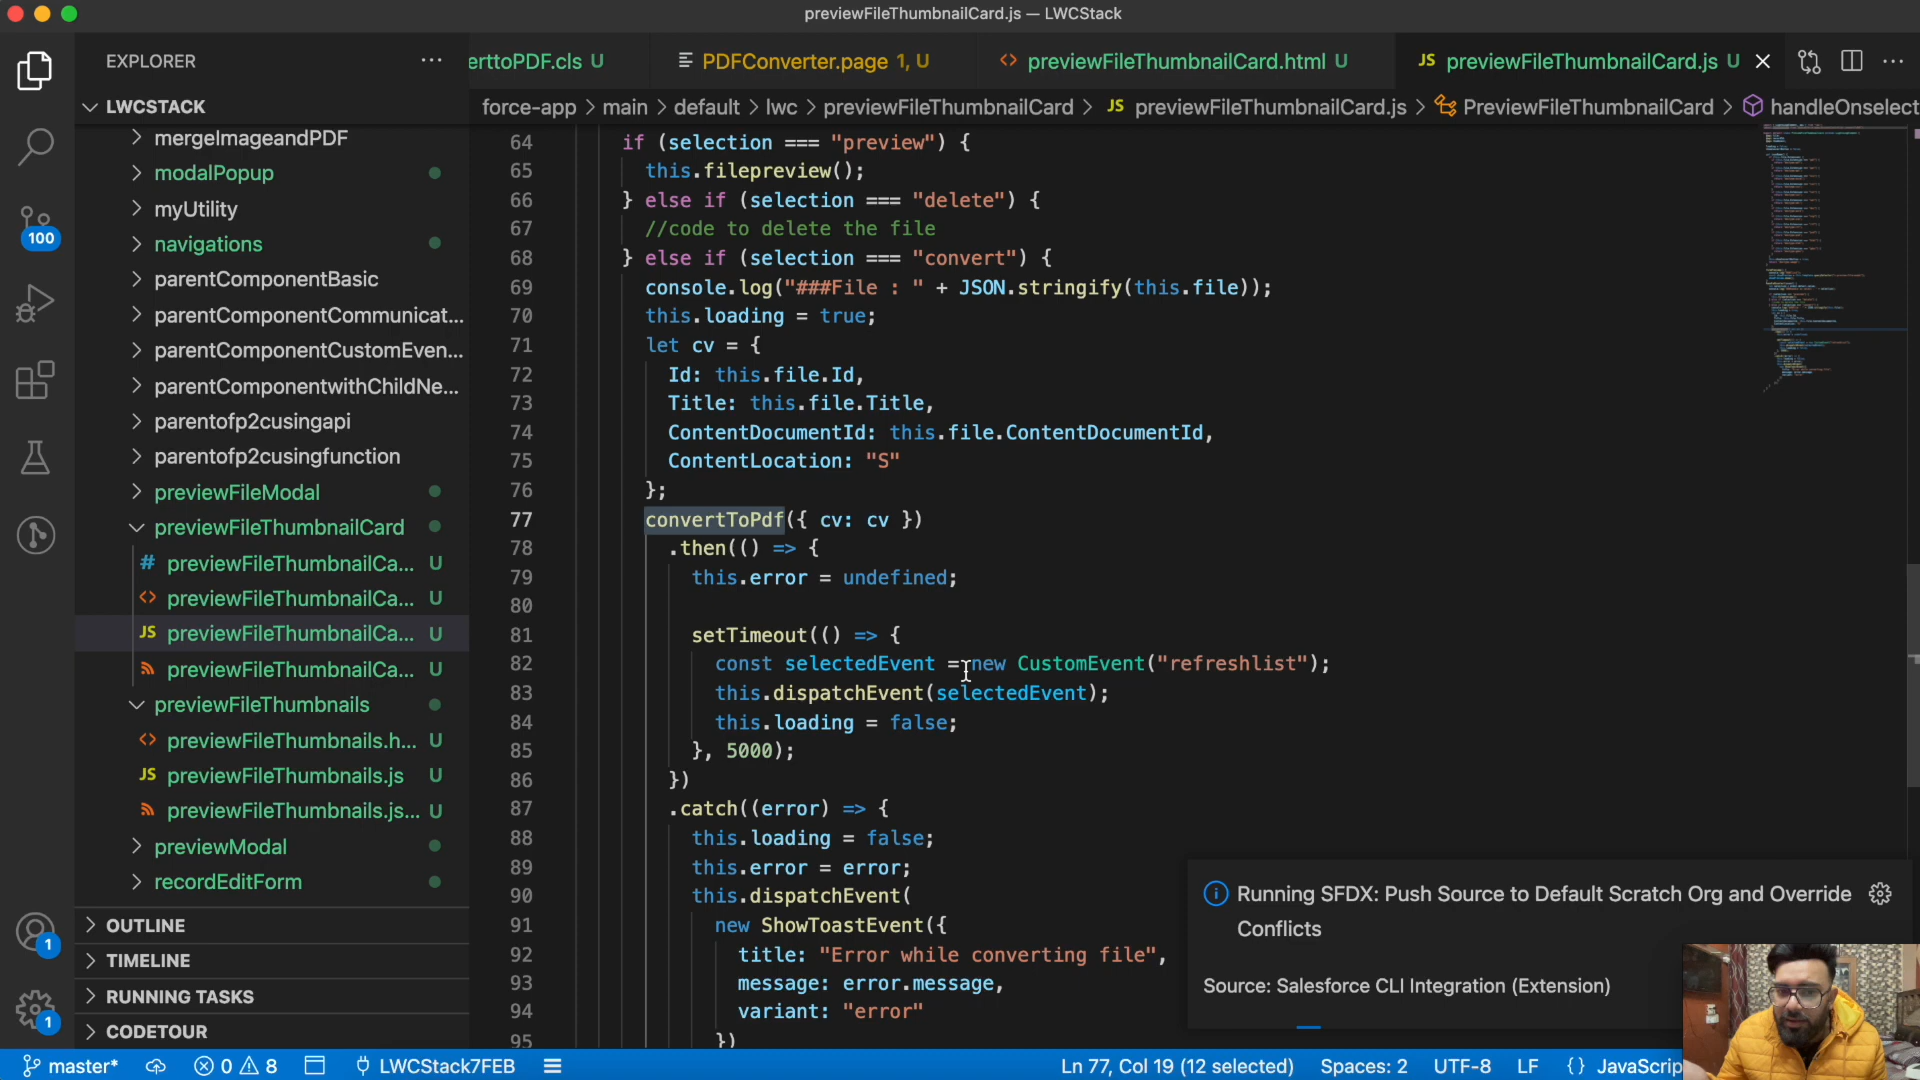 previewFileThumbnailCard.js — LWCStack
EXPLORER
erttoPDF.cls U
PDFConverter.page 1, U
<> previewFileThumbnailCard.html U
JS previewFileThumbnailCard.js U
LWCSTACK
force-app > main > default > lwc > previewFileThumbnailCard > JS previewFileThumbnailCard.js > PreviewFileThumbnailCard > handleOnselect
mergeImageandPDF
modalPopup
myUtility
navigations
parentComponentBasic
parentComponentCommunicat...
parentComponentCustomEven...
parentComponentwithChildNe...
parentofp2cusingapi
parentofp2cusingfunction
previewFileModal
previewFileThumbnailCard
# previewFileThumbnailCa... U
<> previewFileThumbnailCa... U
JS previewFileThumbnailCa... U
previewFileThumbnailCa... U
previewFileThumbnails
<> previewFileThumbnails.h... U
JS previewFileThumbnails.js U
previewFileThumbnails.js... U
previewModal
recordEditForm
OUTLINE
TIMELINE
RUNNING TASKS
CODETOUR
100
1
1
64 if (selection === "preview") {
65 this.filepreview();
66 } else if (selection === "delete") {
67 //code to delete the file
68 } else if (selection === "convert") {
69 console.log("###File : " + JSON.stringify(this.file));
70 this.loading = true;
71 let cv = {
72 Id: this.file.Id,
73 Title: this.file.Title,
74 ContentDocumentId: this.file.ContentDocumentId,
75 ContentLocation: "S"
76 };
77 convertToPdf({ cv: cv })
78 .then(() => {
79 this.error = undefined;
80
81 setTimeout(() => {
82 const selectedEvent = new CustomEvent("refreshlist");
83 this.dispatchEvent(selectedEvent);
84 this.loading = false;
85 }, 5000);
86 })
87 .catch((error) => {
88 this.loading = false;
89 this.error = error;
90 this.dispatchEvent(
91 new ShowToastEvent({
92 title: "Error while converting file",
93 message: error.message,
94 variant: "error"
95 })
Running SFDX: Push Source to Default Scratch Org and Override
Conflicts
Source: Salesforce CLI Integration (Extension)
master* 0 8 LWCStack7FEB Ln 77, Col 19 (12 selected) Spaces: 2 UTF-8 LF {} JavaScrip